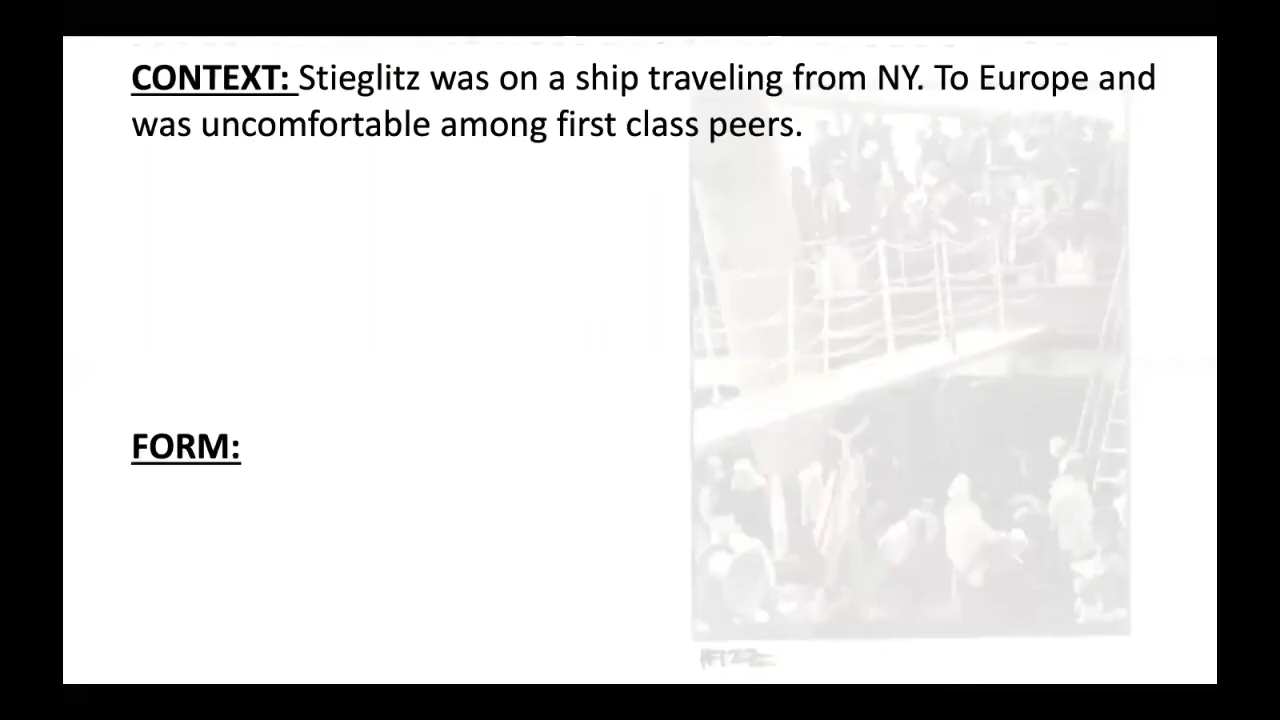 CONTEXT: Stieglitz was on a ship traveling from NY. To Europe and
was uncomfortable among first class peers.
FORM: